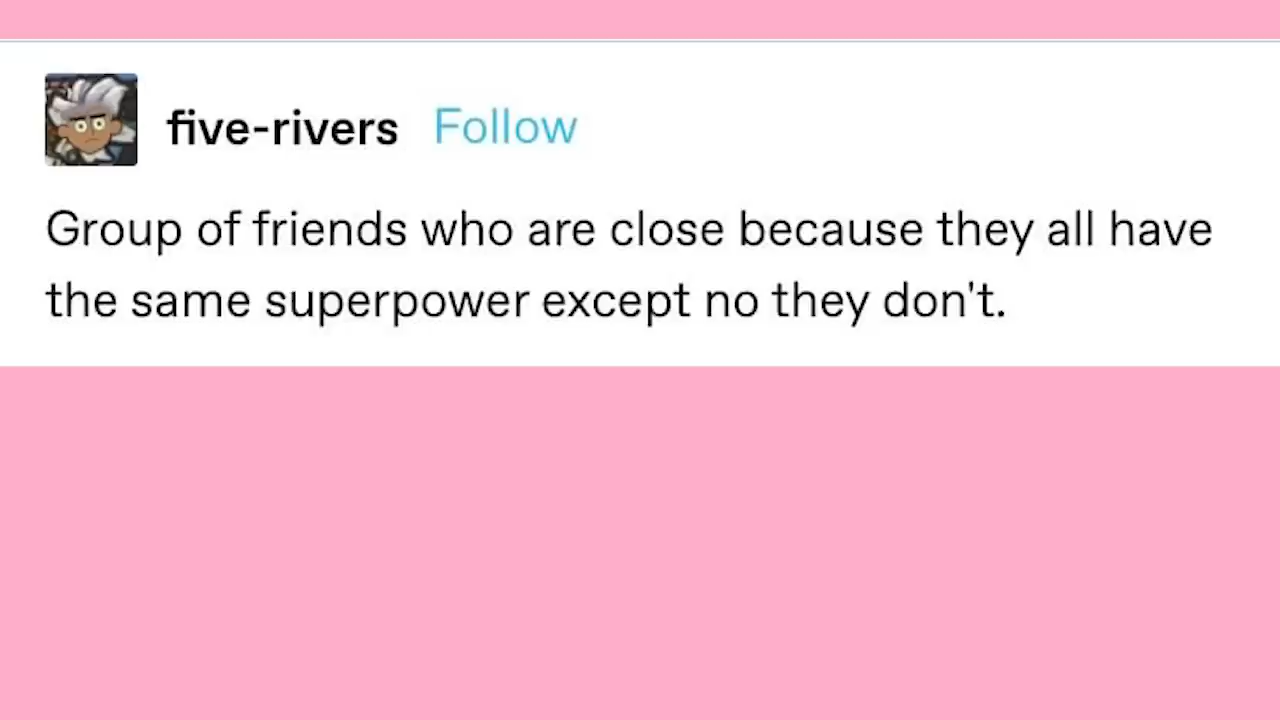 five-rivers Follow
Group of friends who are close because they all have
the same superpower except no they don't.